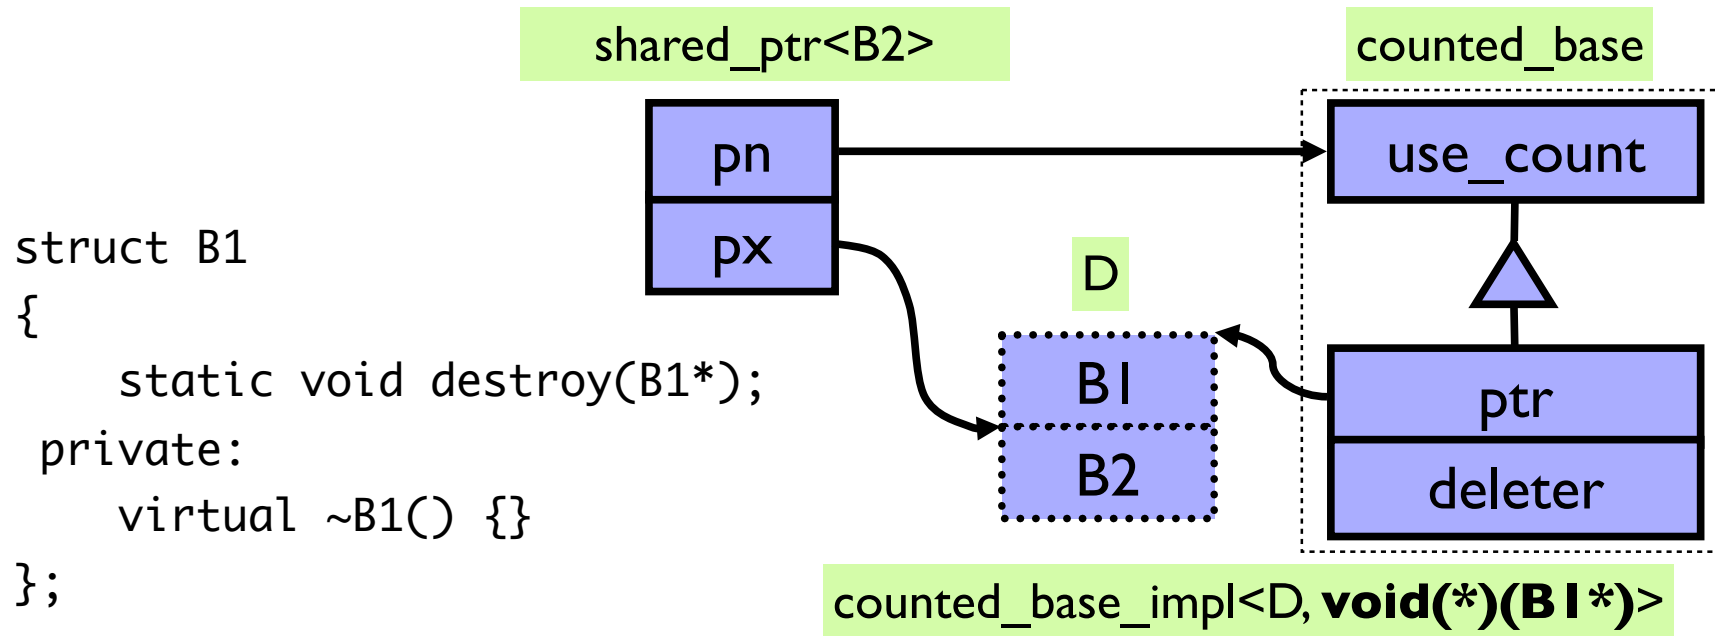 shared_ptr<B2>
counted_base
pn
use_count
px
struct B1
{
D
static void destroy(B1*);
B1
ptr
private:
B2
deleter
virtual ~B1() {}
};
counted_base_impl<D, void(*)(B1*)>